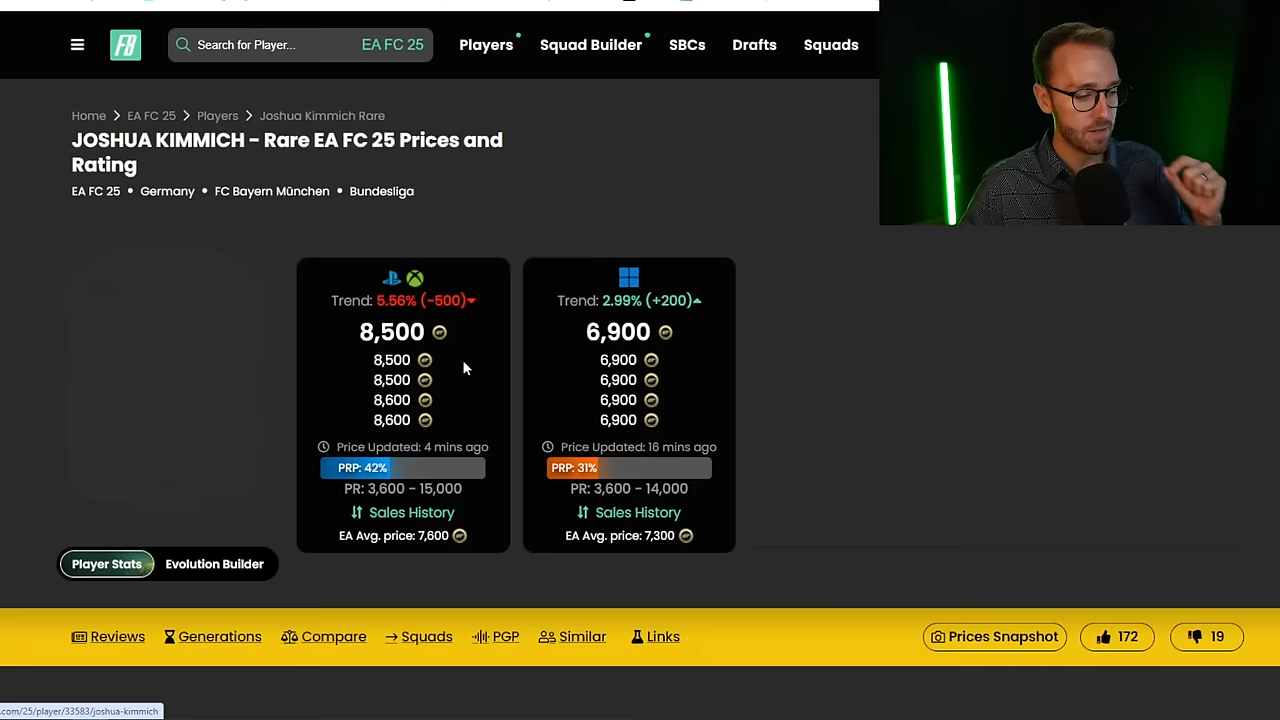 FB
Search for Player...
EA FC 25
Players
Squad Builder
SBCs
Drafts
Squads
Home > EA FC 25 > Players > Joshua Kimmich Rare
JOSHUA KIMMICH - Rare EA FC 25 Prices and
Rating
EA FC 25 • Germany • FC Bayern München • Bundesliga
Trend: 5.56% (-500)
8,500
8,500
8,500
8,600
8,600
Price Updated: 4 mins ago
PRP: 42%
PR: 3,600 - 15,000
Sales History
EA Avg. price: 7,600
Trend: 2.99% (+200)
6,900
6,900
6,900
6,900
6,900
Price Updated: 16 mins ago
PRP: 31%
PR: 3,600 - 14,000
Sales History
EA Avg. price: 7,300
Player Stats
Evolution Builder
Reviews
Generations
Compare
Squads
PGP
Similar
Links
Prices Snapshot
172
19
.com/25/player/33583/joshua-kimmich